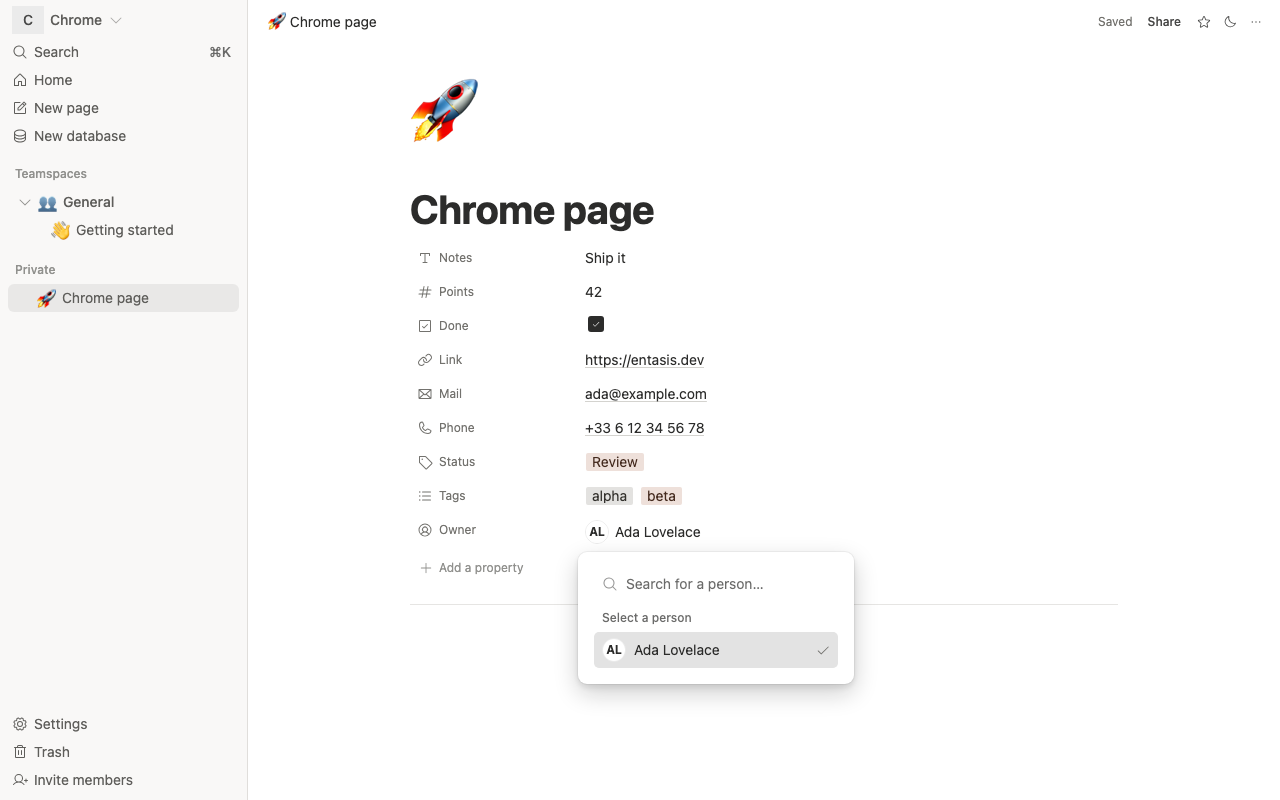 C Chrome
Search ⌘K
Home
New page
New database
Teamspaces
General
Getting started
Private
Chrome page
Settings
Trash
Invite members
Chrome page
Saved Share
Chrome page
Notes Ship it
Points 42
Done
Link https://entasis.dev
Mail ada@example.com
Phone +33 6 12 34 56 78
Status Review
Tags alpha beta
Owner AL Ada Lovelace
Add a property
Search for a person...
Select a person
AL Ada Lovelace